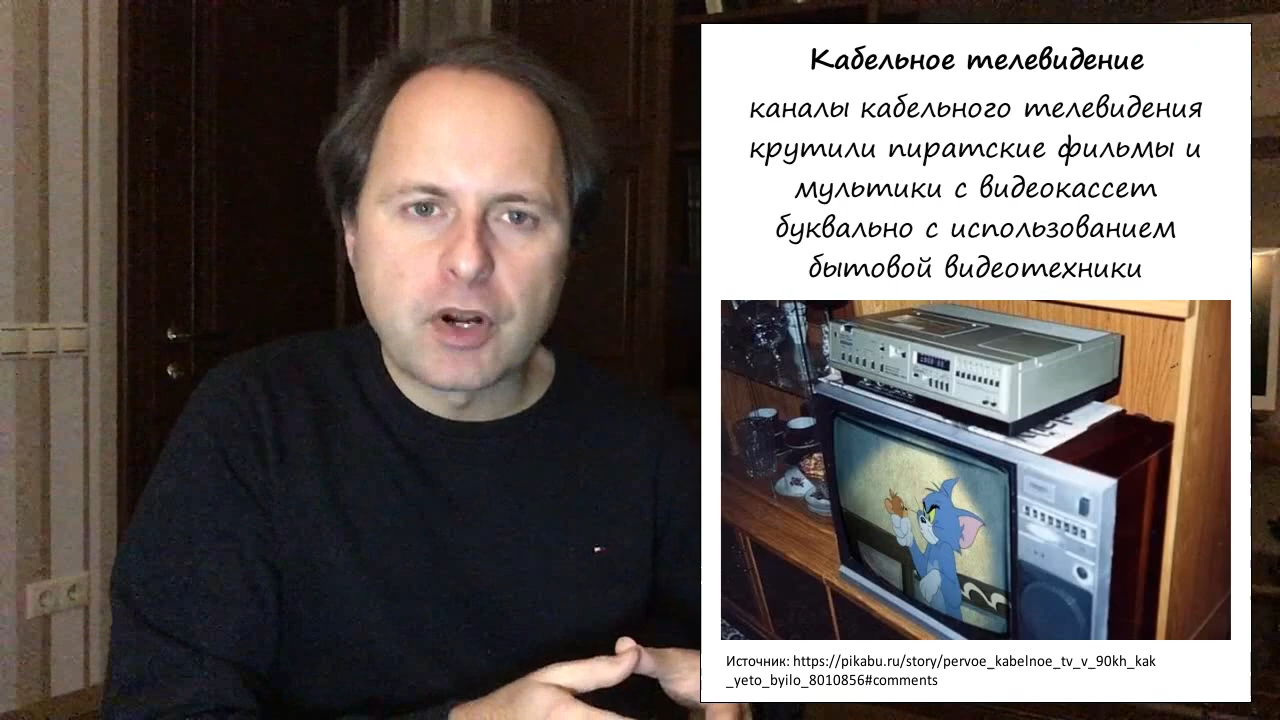 Кабельное телевидение
каналы кабельного телевидения
крутили пиратские фильмы и
мультики с видеокассет
буквально с использованием
бытовой видеотехники
Источник: https://pikabu.ru/story/pervoe_kabelnoe_tv_v_90kh_kak
_yeto_byilo_8010856#comments